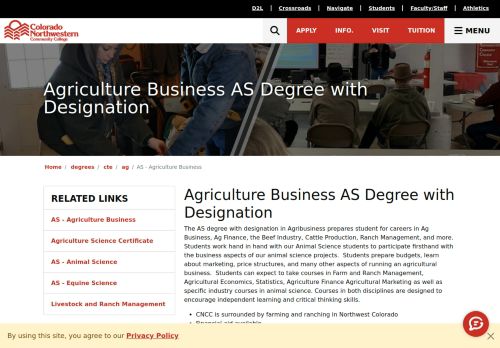 D2L | Crossroads | Navigate | Students | Faculty/Staff | Athletics
Colorado
Northwestern
Community College
APPLY INFO. VISIT TUITION MENU
Agriculture Business AS Degree with
Designation
Home / degrees / cte / ag / AS - Agriculture Business
RELATED LINKS
AS - Agriculture Business
Agriculture Science Certificate
AS - Animal Science
AS - Equine Science
Livestock and Ranch Management
Agriculture Business AS Degree with
Designation
The AS degree with designation in Agribusiness prepares student for careers in Ag
Business, Ag Finance, the Beef Industry, Cattle Production, Ranch Management, and more.
Students work hand in hand with our Animal Science students to participate firsthand with
the business aspects of our animal science projects. Students prepare budgets, learn
about marketing, price structures, and many other aspects of running an agricultural
business. Students can expect to take courses in Farm and Ranch Management,
Agricultural Economics, Statistics, Agriculture Finance Agricultural Marketing as well as
specific industry courses in animal science. Courses in both disciplines are designed to
encourage independent learning and critical thinking skills.
• CNCC is surrounded by farming and ranching in Northwest Colorado
By using this site, you agree to our Privacy Policy
×